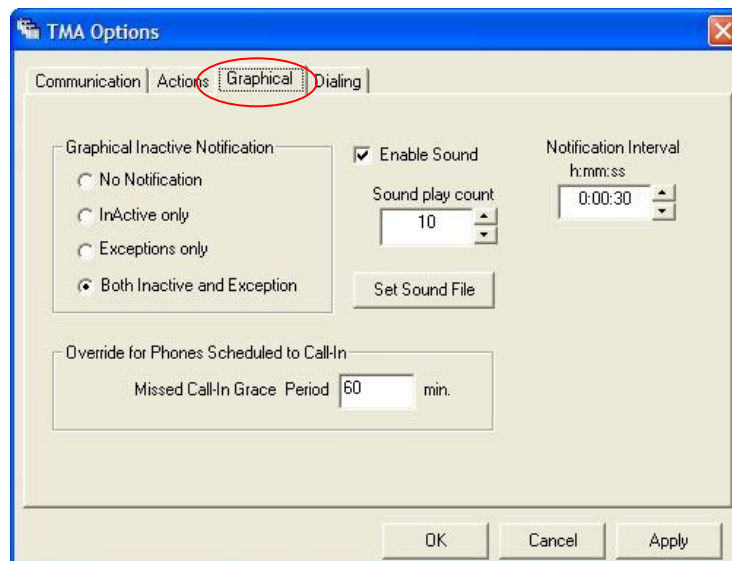 TMA Options
Communication Actions Graphical Dialing
Graphical Inactive Notification
No Notification
InActive only
Exceptions only
Both Inactive and Exception
Enable Sound
Sound play count
10
Set Sound File
Notification Interval
h:mm:ss
0:00:30
Override for Phones Scheduled to Call-In
Missed Call-In Grace Period 60 min.
OK Cancel Apply